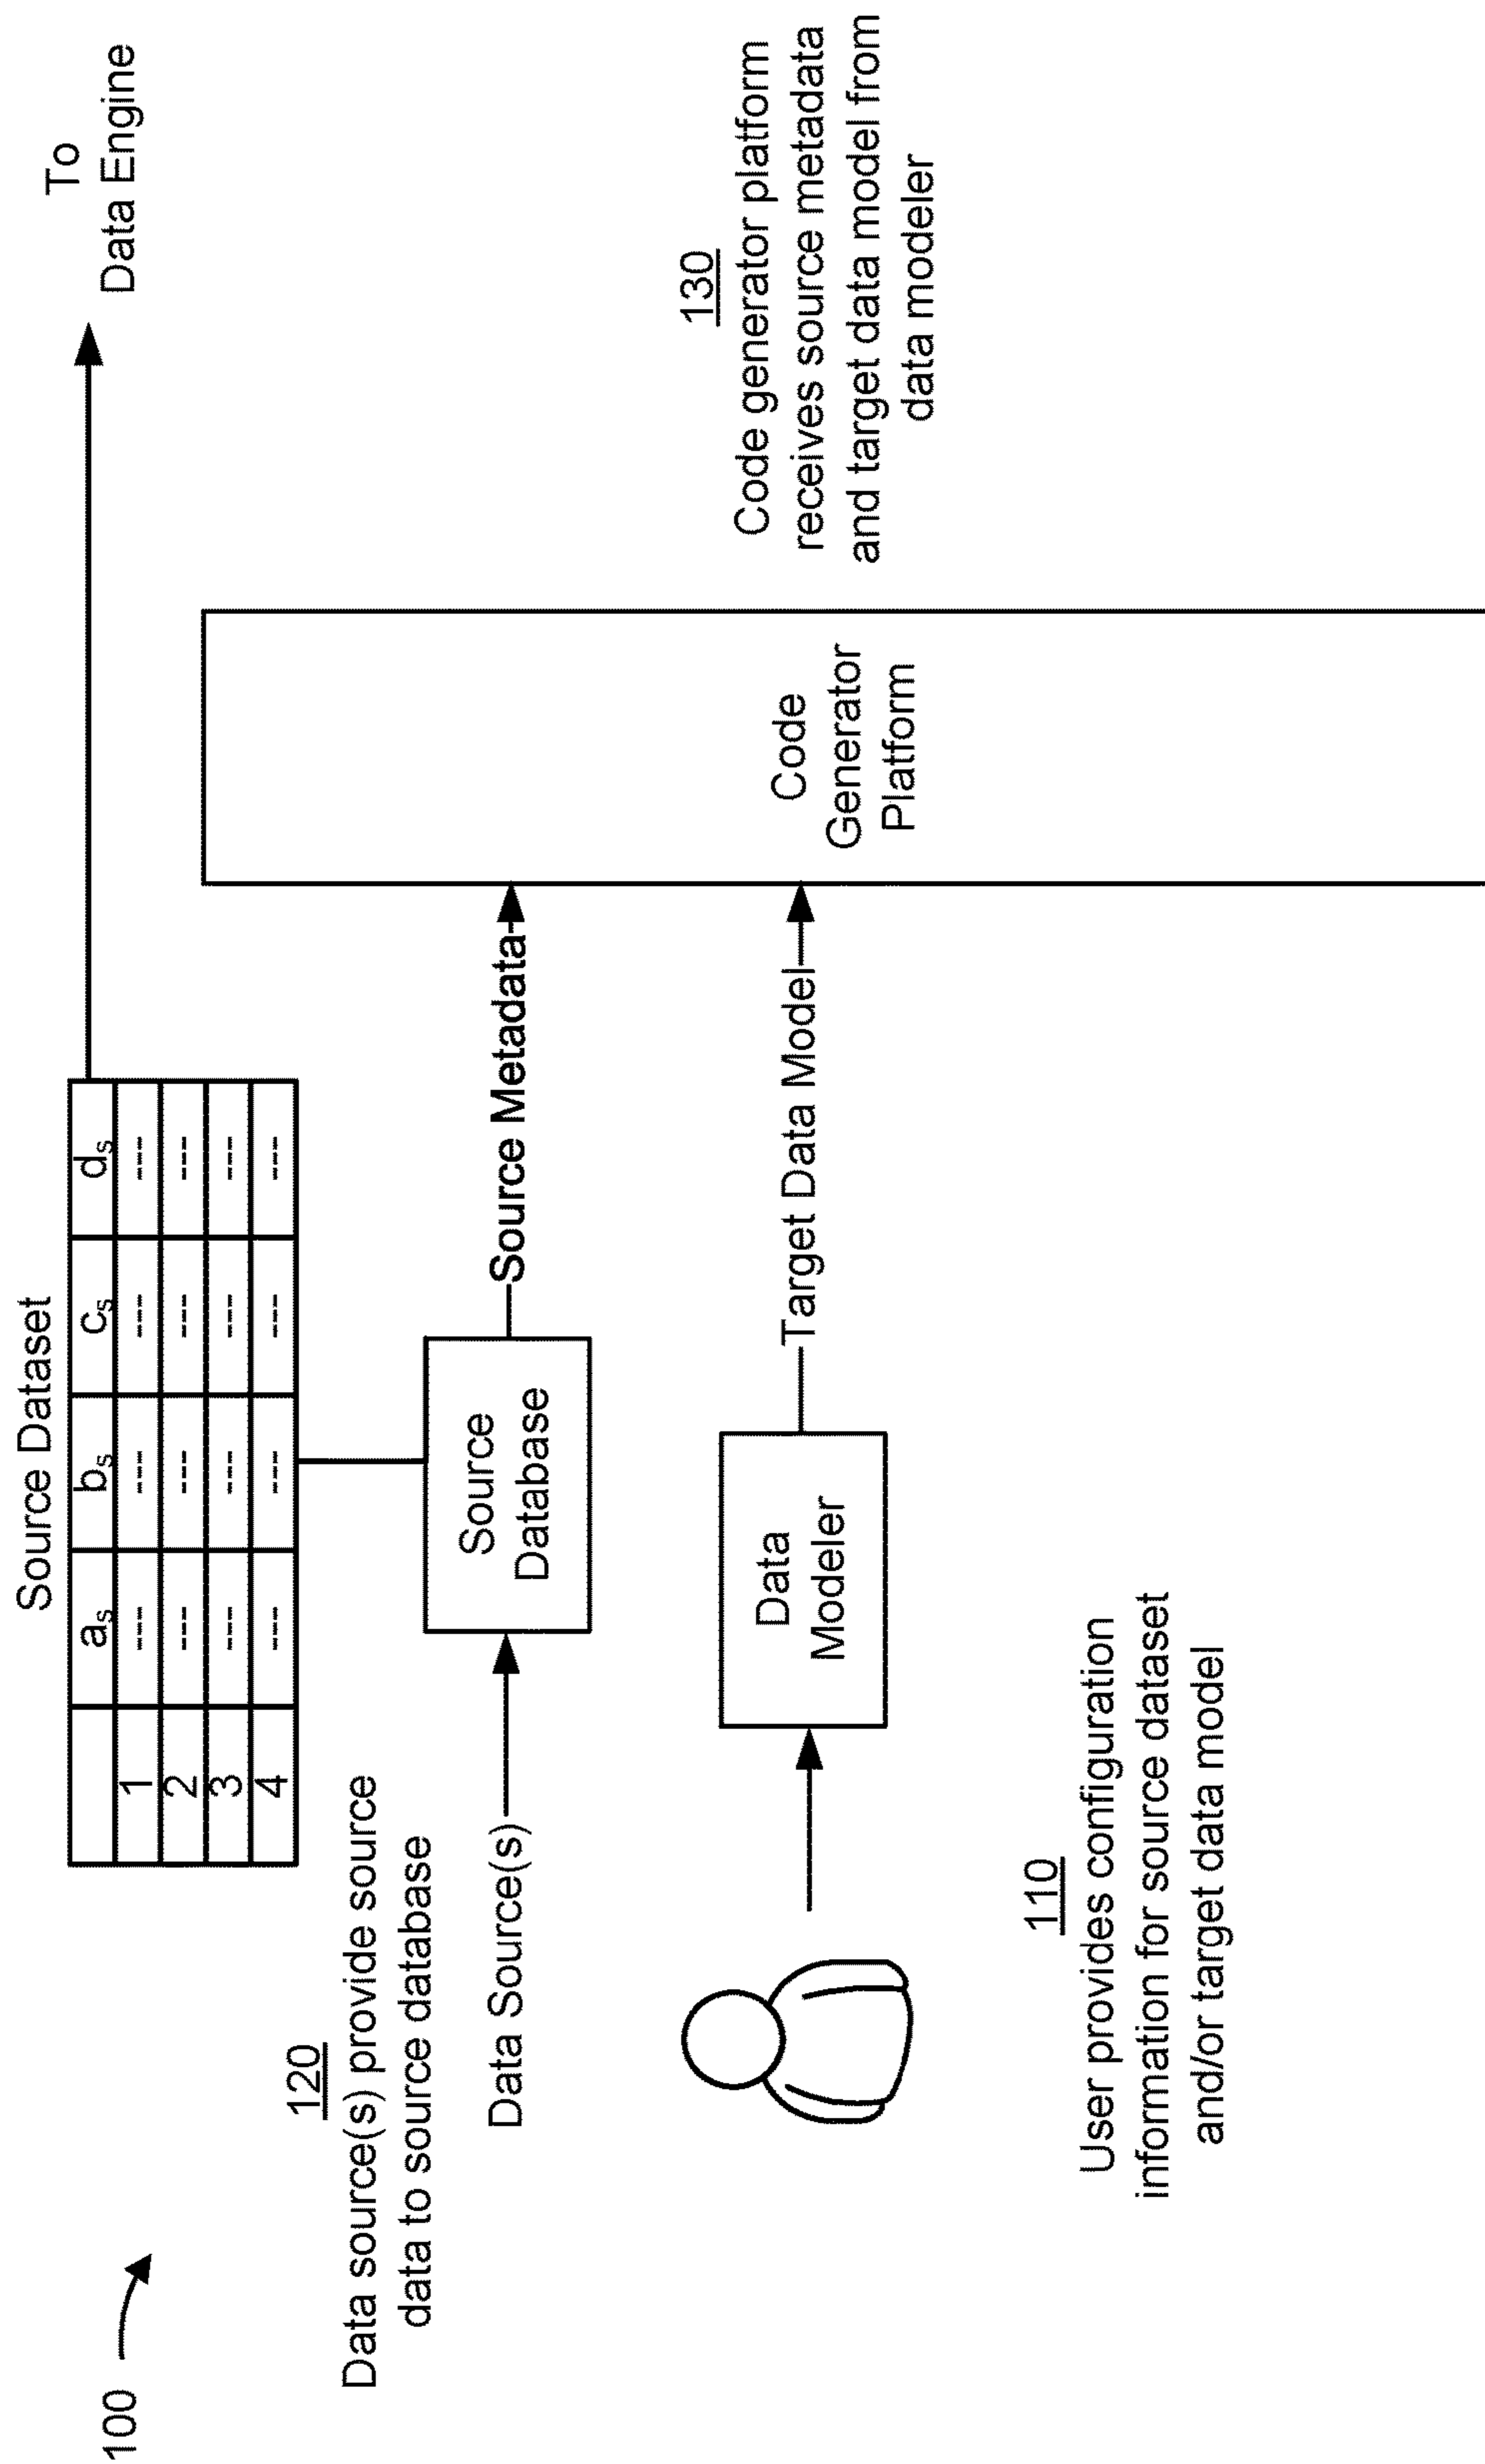 100
Source Dataset
a_s b_s c_s d_s
1 --- --- --- ---
2 --- --- --- ---
3 --- --- --- ---
4 --- --- --- ---
To
Data Engine
120
Data source(s) provide source
data to source database
Data Source(s)
Source
Database
Source Metadata
Data
Modeler
Target Data Model
Code
Generator
Platform
130
Code generator platform
receives source metadata
and target data model from
data modeler
110
User provides configuration
information for source dataset
and/or target data model